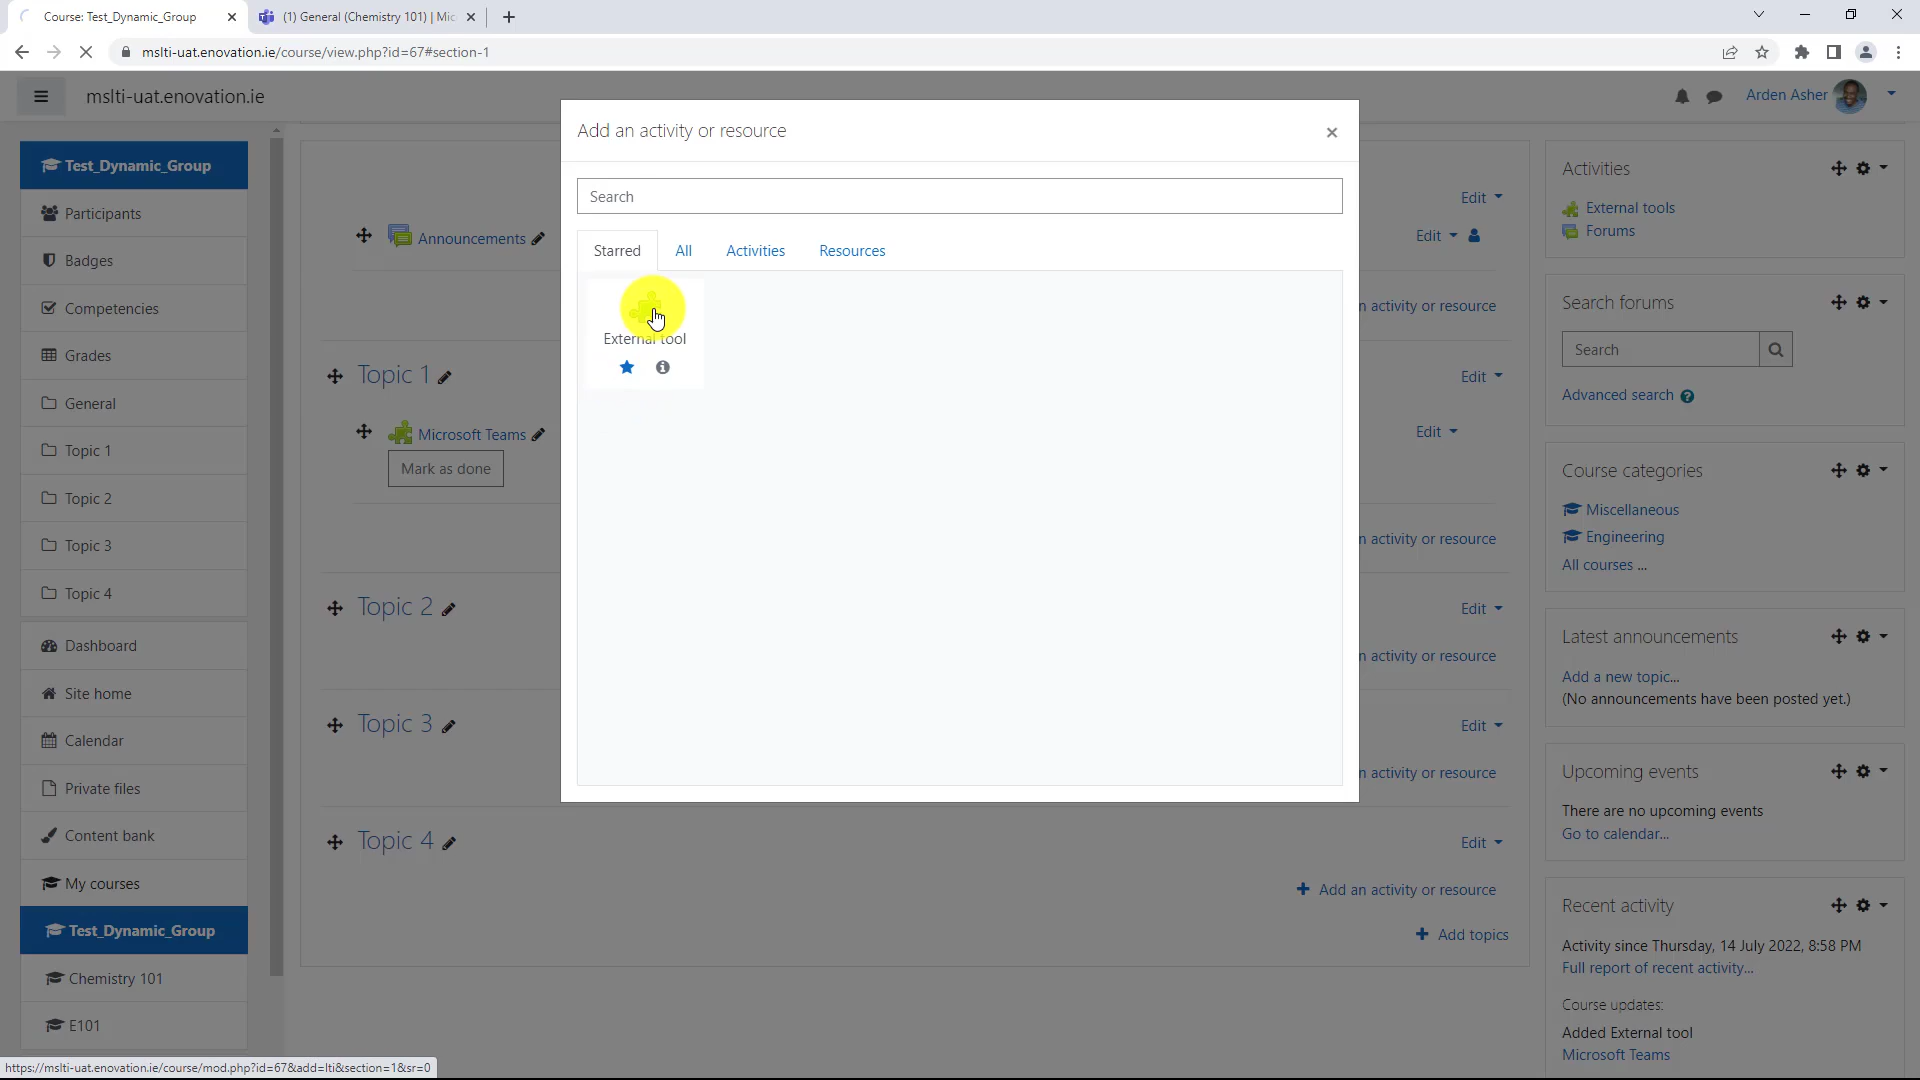 Course: Test_Dynamic_Group
(1) General (Chemistry 101) | Mic
mslti-uat.enovation.ie/course/view.php?id=67#section-1
mslti-uat.enovation.ie
Arden Asher
Test_Dynamic_Group
Participants
Badges
Competencies
Grades
General
Topic 1
Topic 2
Topic 3
Topic 4
Dashboard
Site home
Calendar
Private files
Content bank
My courses
Test_Dynamic_Group
Chemistry 101
E101
Announcements
Edit
Edit
n activity or resource
Topic 1
Edit
Microsoft Teams
Edit
Mark as done
n activity or resource
Topic 2
Edit
n activity or resource
Topic 3
Edit
n activity or resource
Topic 4
Edit
Add an activity or resource
Add topics
Add an activity or resource
Search
Starred
All
Activities
Resources
External tool
Activities
External tools
Forums
Search forums
Search
Advanced search
Course categories
Miscellaneous
Engineering
All courses ...
Latest announcements
Add a new topic...
(No announcements have been posted yet.)
Upcoming events
There are no upcoming events
Go to calendar...
Recent activity
Activity since Thursday, 14 July 2022, 8:58 PM
Full report of recent activity...
Course updates:
Added External tool
Microsoft Teams
https://mslti-uat.enovation.ie/course/mod.php?id=67&add=lti&section=1&sr=0